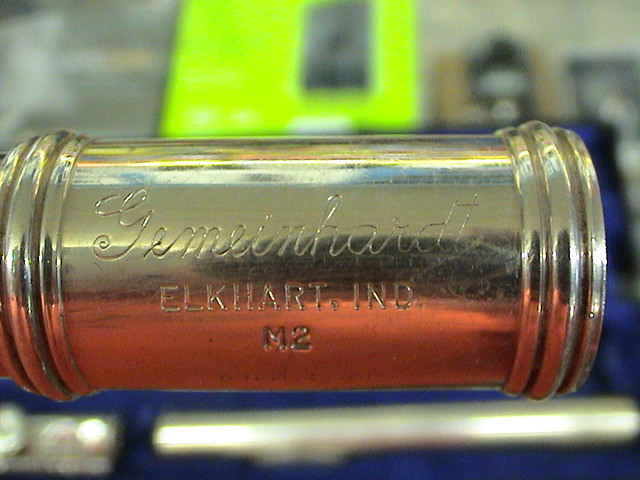 Gemeinhardt
ELKHART, IND.
M2